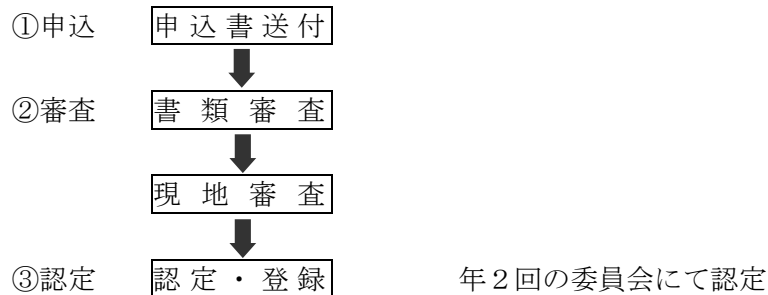 ①申込 申込書送付
②審査 書類審査
現地審査
③認定 認定・登録 年２回の委員会にて認定